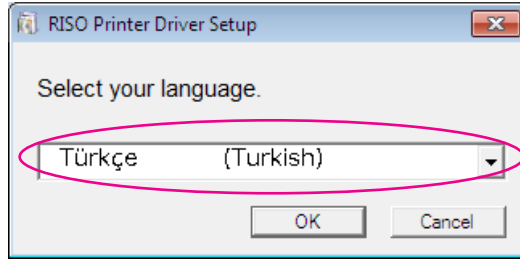 RISO Printer Driver Setup
Select your language.
Türkçe (Turkish)
OK Cancel